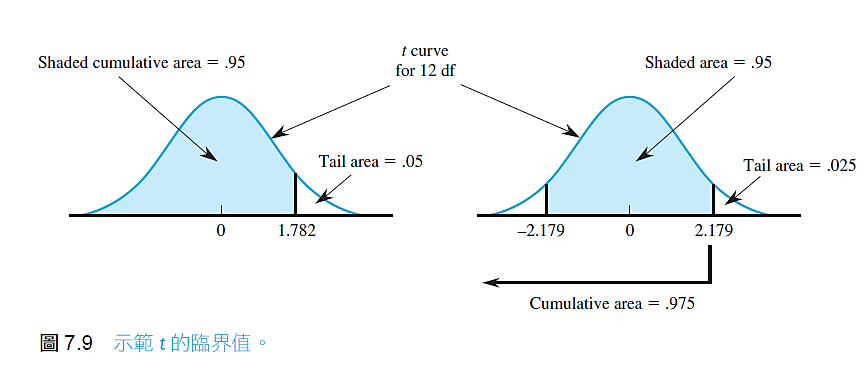 Shaded cumulative area = .95
t curve
for 12 df
Shaded area = .95
Tail area = .05
Tail area = .025
0
1.782
–2.179
0
2.179
Cumulative area = .975
圖 7.9 示範 t 的臨界值。